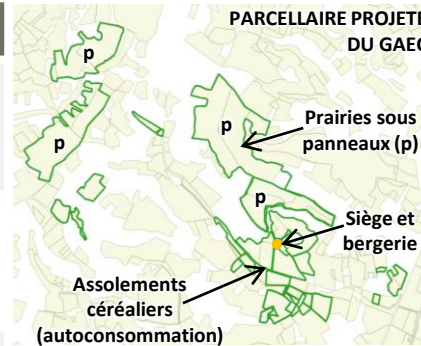 PARCELLAIRE PROJETE
DU GAEC
p
p
p
Prairies sous
panneaux (p)
p
Siège et
bergerie
Assolements
céréaliers
(autoconsommation)